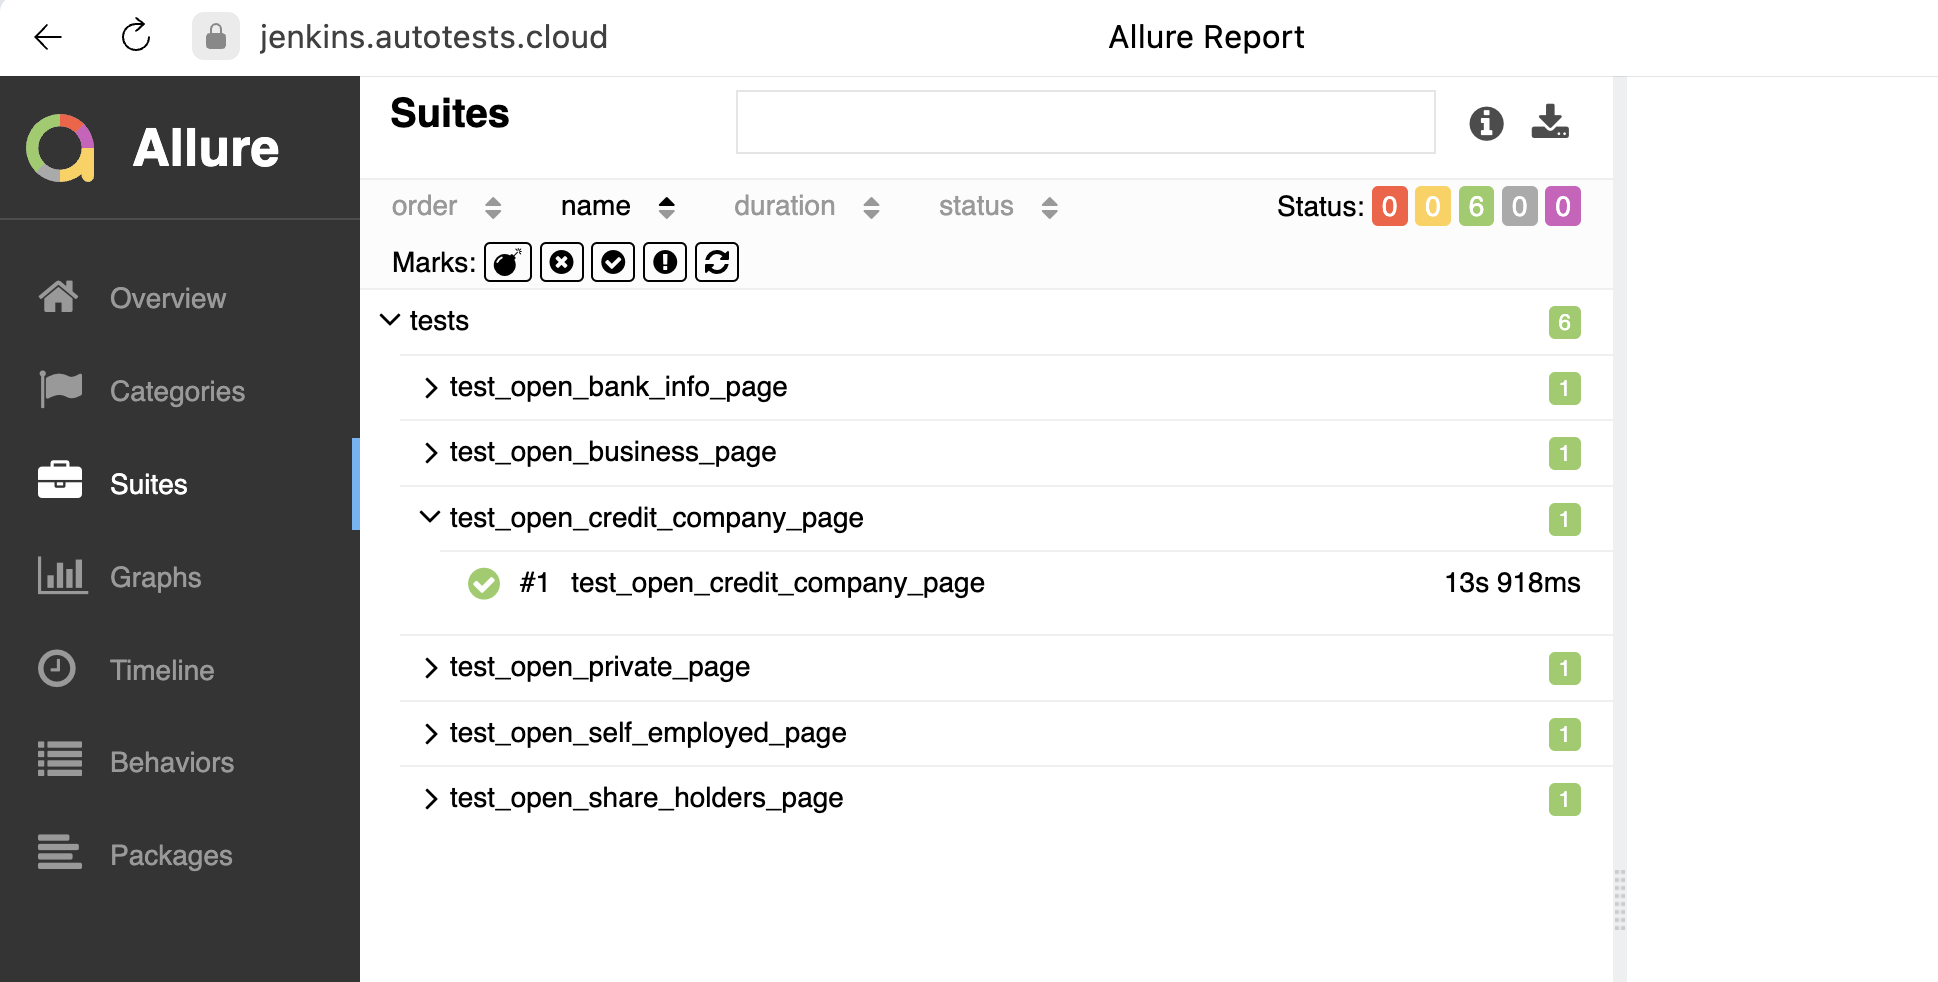 jenkins.autotests.cloud
Allure Report
Allure
Overview
Categories
Suites
Graphs
Timeline
Behaviors
Packages
Suites
order name duration status Status: 0 0 6 0 0
Marks:
tests 6
test_open_bank_info_page 1
test_open_business_page 1
test_open_credit_company_page 1
#1 test_open_credit_company_page 13s 918ms
test_open_private_page 1
test_open_self_employed_page 1
test_open_share_holders_page 1